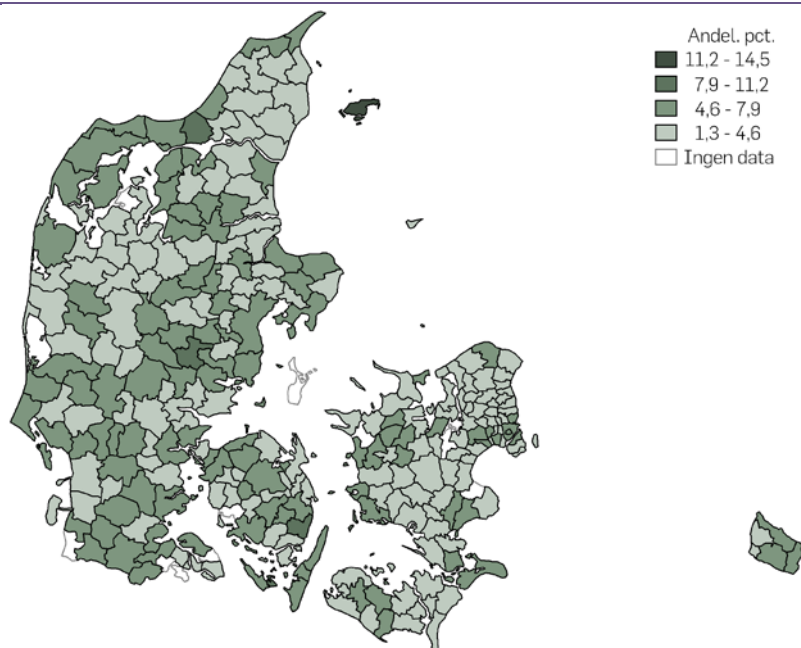 Andel. pct.
11,2 - 14,5
7,9 - 11,2
4,6 - 7,9
1,3 - 4,6
Ingen data